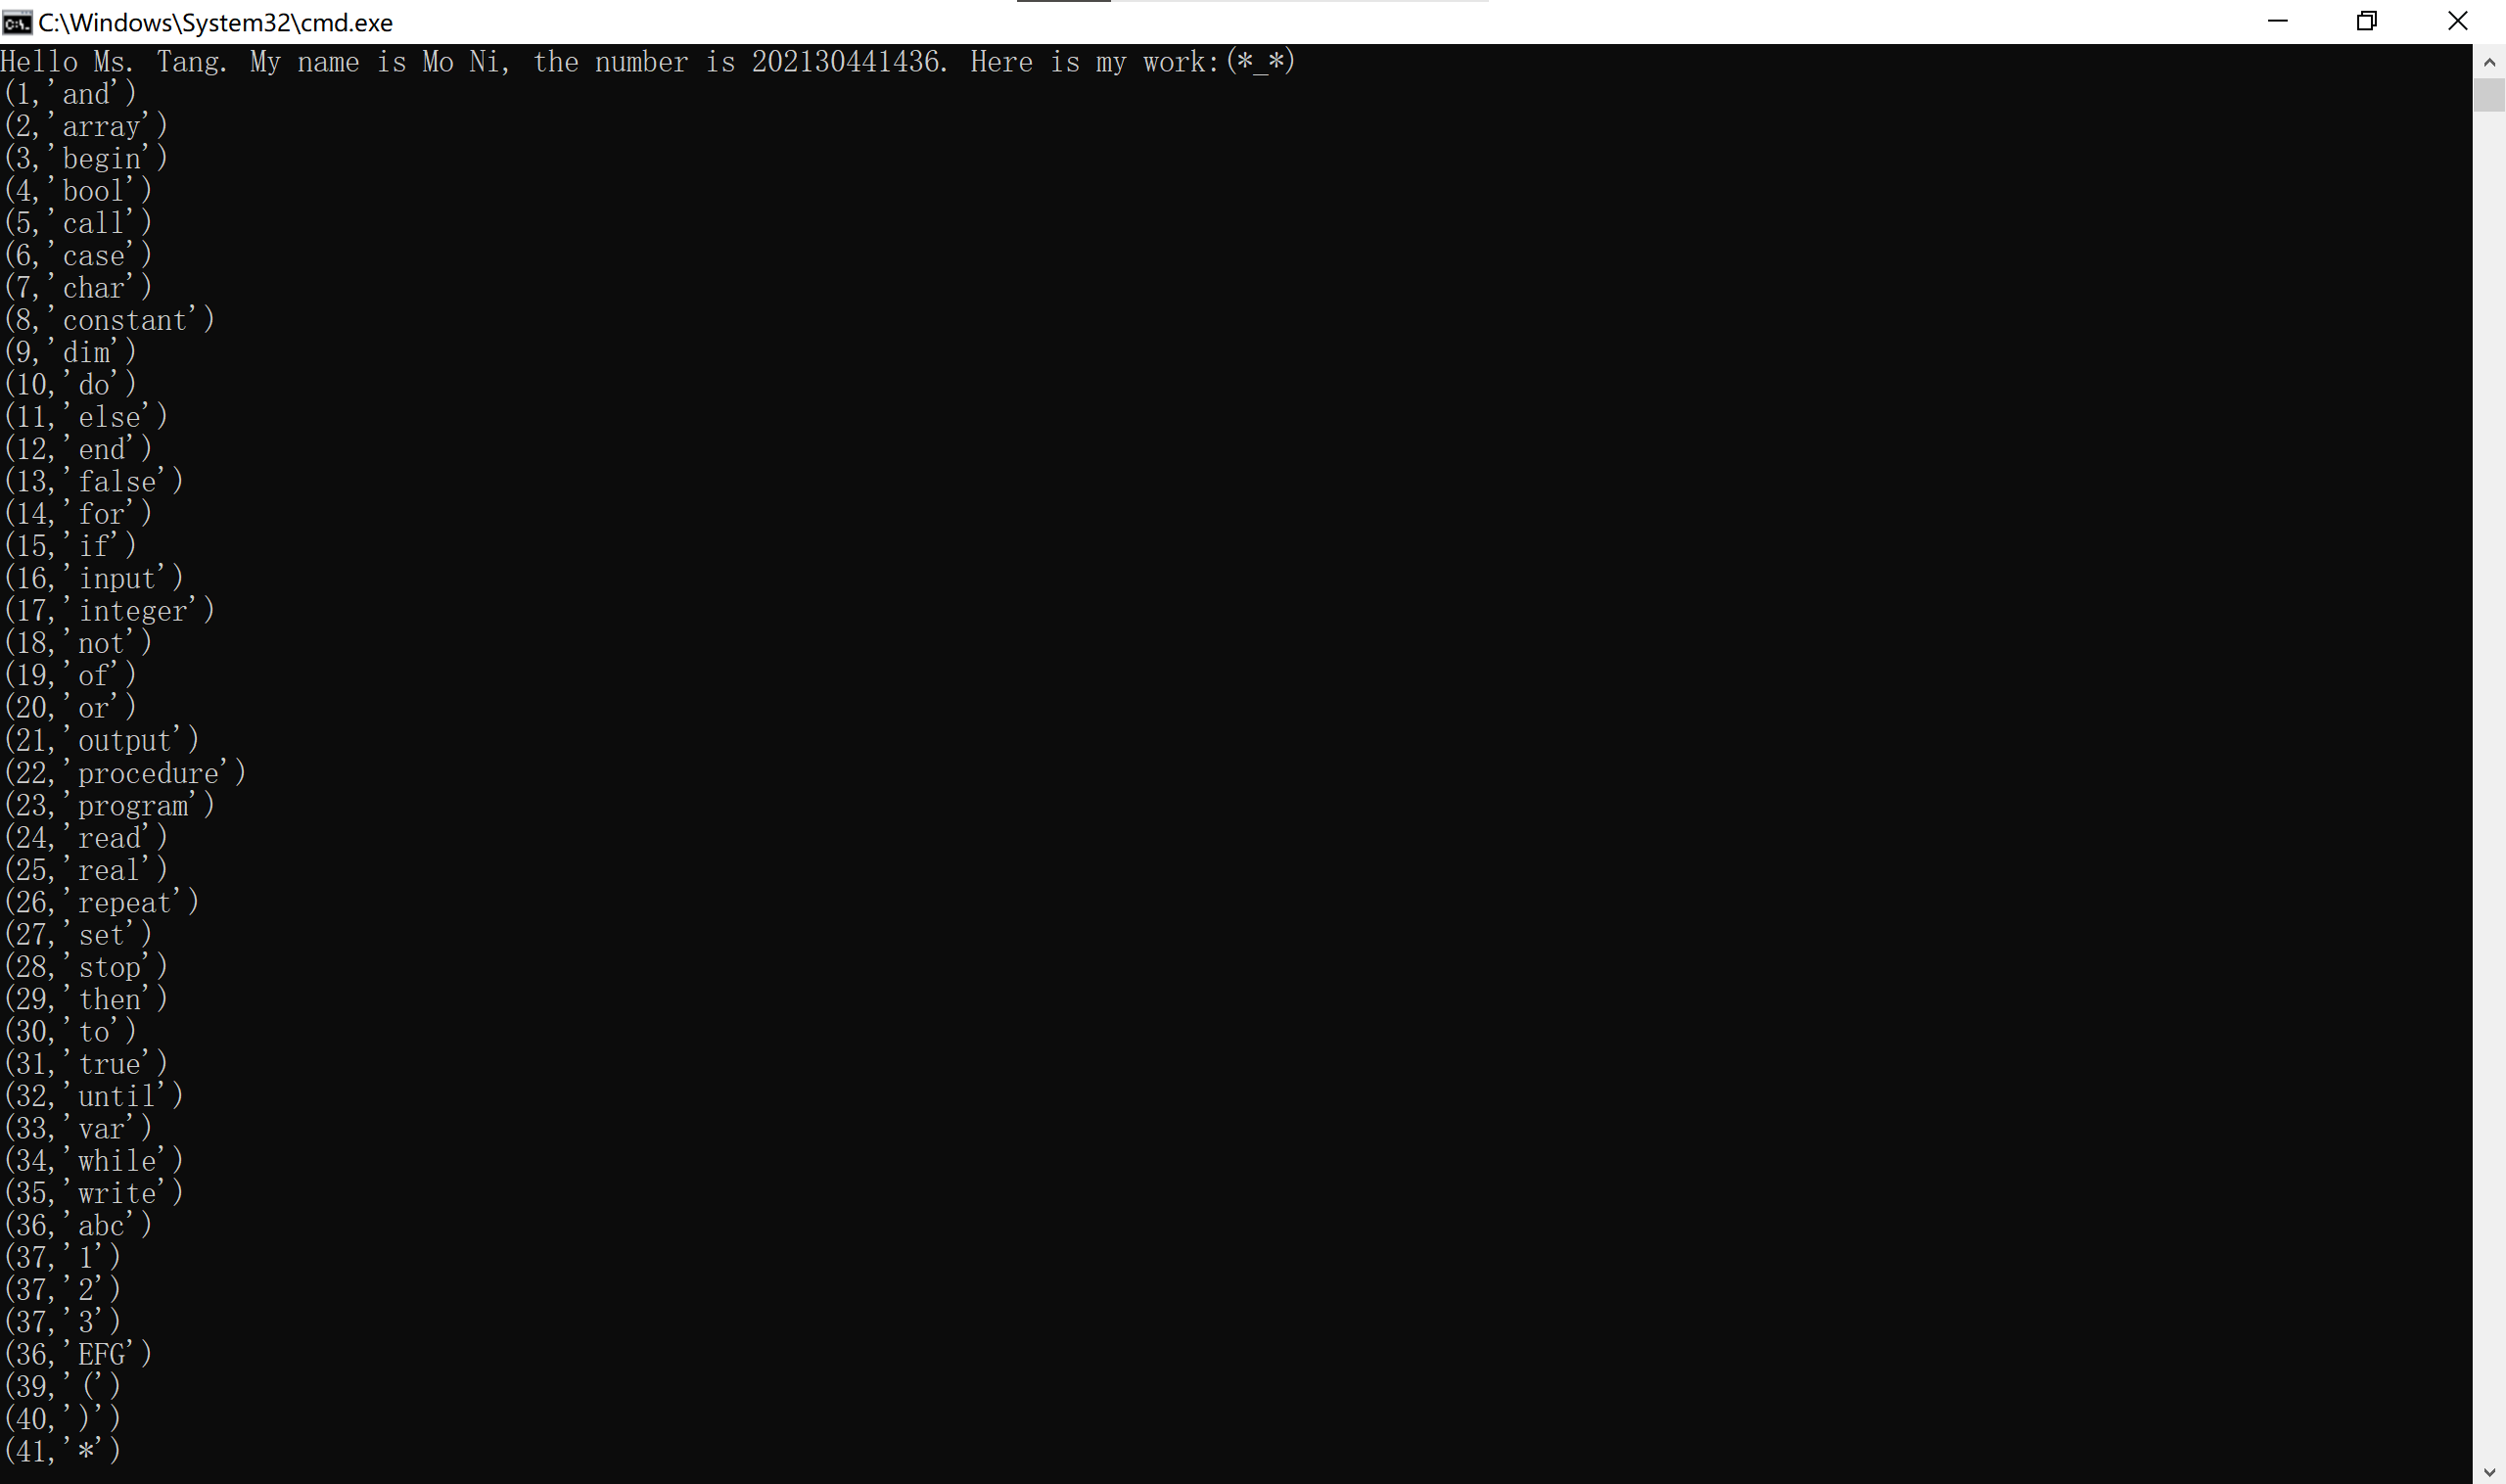 C:\Windows\System32\cmd.exe
Hello Ms. Tang. My name is Mo Ni, the number is 202130441436. Here is my work:(*_*)
(1,'and')
(2,'array')
(3,'begin')
(4,'bool')
(5,'call')
(6,'case')
(7,'char')
(8,'constant')
(9,'dim')
(10,'do')
(11,'else')
(12,'end')
(13,'false')
(14,'for')
(15,'if')
(16,'input')
(17,'integer')
(18,'not')
(19,'of')
(20,'or')
(21,'output')
(22,'procedure')
(23,'program')
(24,'read')
(25,'real')
(26,'repeat')
(27,'set')
(28,'stop')
(29,'then')
(30,'to')
(31,'true')
(32,'until')
(33,'var')
(34,'while')
(35,'write')
(36,'abc')
(37,'1')
(37,'2')
(37,'3')
(36,'EFG')
(39,'(')
(40,')')
(41,'*')